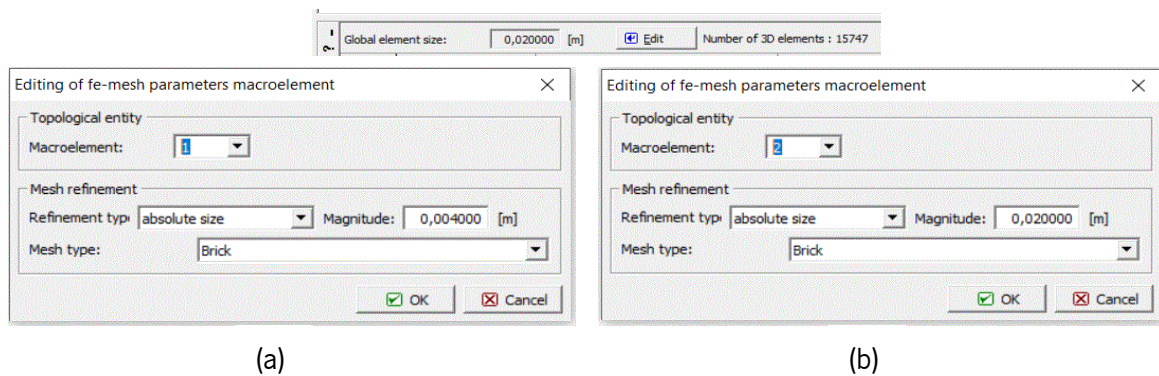 Global element size: 0,020000 [m] Edit Number of 3D elements : 15747
Editing of fe-mesh parameters macroelement
Topological entity
Macroelement: 1
Mesh refinement
Refinement typ absolute size Magnitude: 0,004000 [m]
Mesh type: Brick
OK Cancel
(a)
Editing of fe-mesh parameters macroelement
Topological entity
Macroelement: 2
Mesh refinement
Refinement typ absolute size Magnitude: 0,020000 [m]
Mesh type: Brick
OK Cancel
(b)